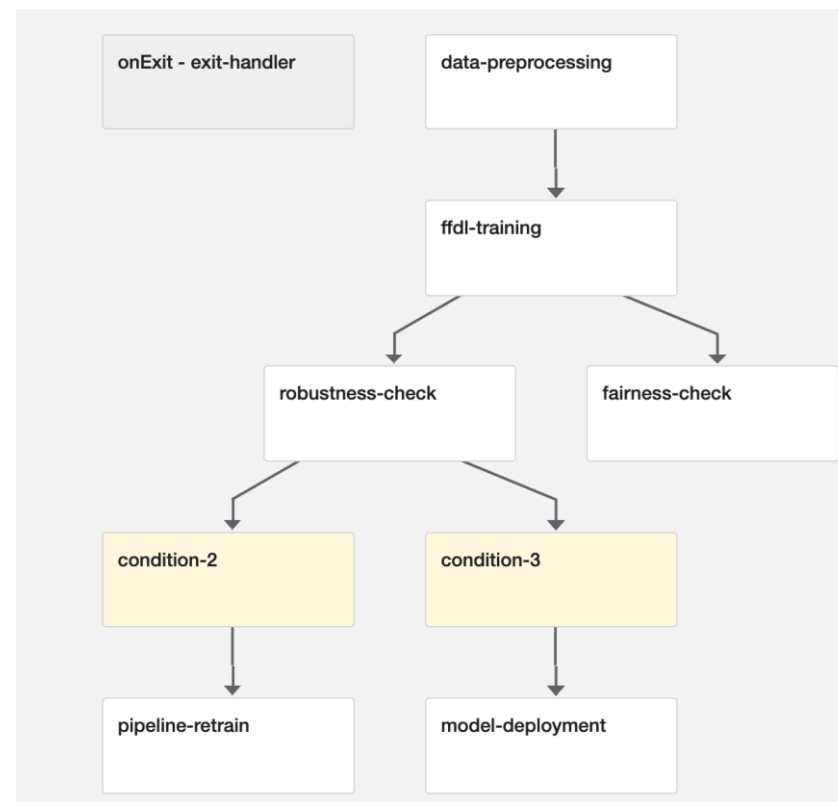 onExit - exit-handler
data-preprocessing
ffdl-training
robustness-check
fairness-check
condition-2
condition-3
pipeline-retrain
model-deployment